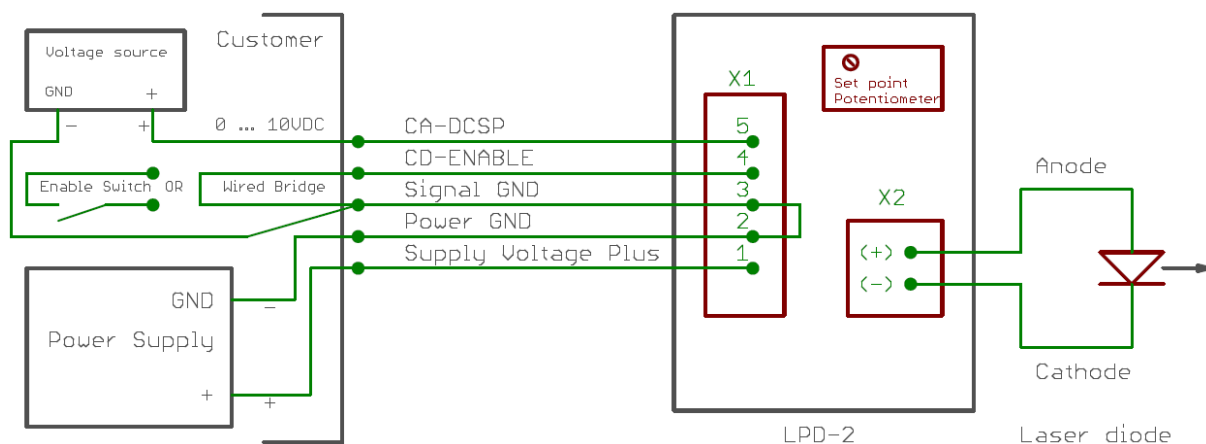 Customer
Voltage source
GND +
- +
0 ... 10VDC
Enable Switch OR
Wired Bridge
GND
-
Power Supply
+
+
CA-DCSP
CD-ENABLE
Signal GND
Power GND
Supply Voltage Plus
X1
5
4
3
2
1
Set point
Potentiometer
X2
(+)
(-)
LPD-2
Anode
Cathode
Laser diode